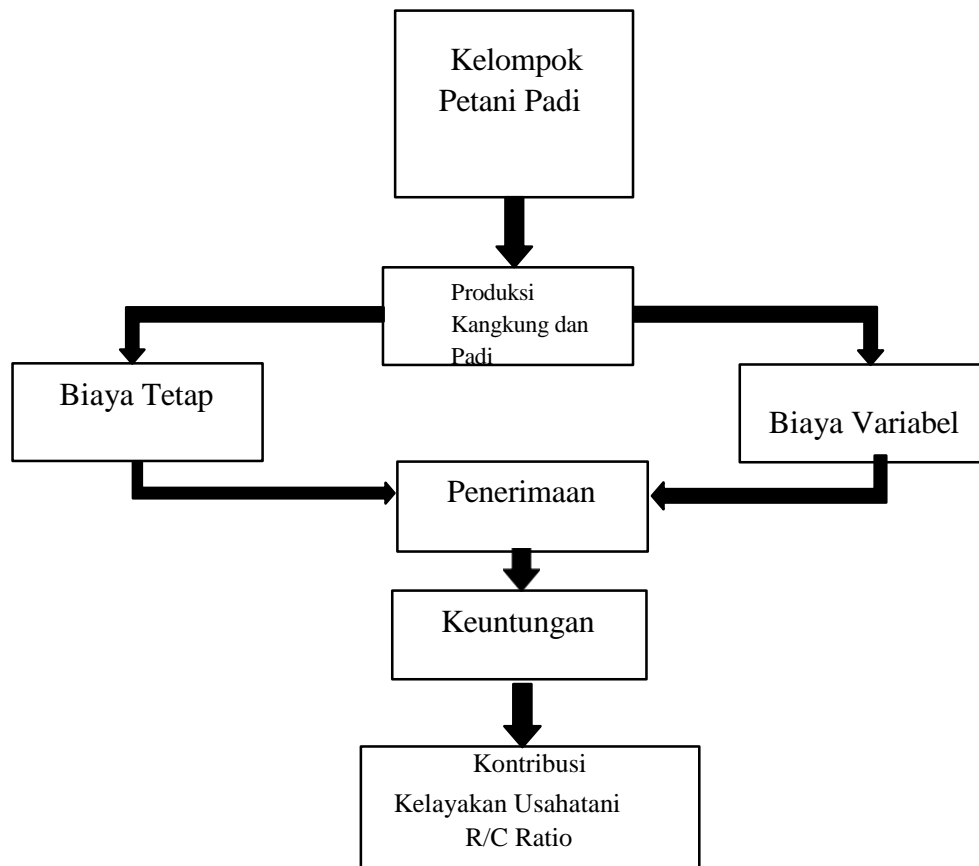 Kelompok
Petani Padi
Produksi
Kangkung dan
Padi
Biaya Tetap
Biaya Variabel
Penerimaan
Keuntungan
Kontribusi
Kelayakan Usahatani
R/C Ratio